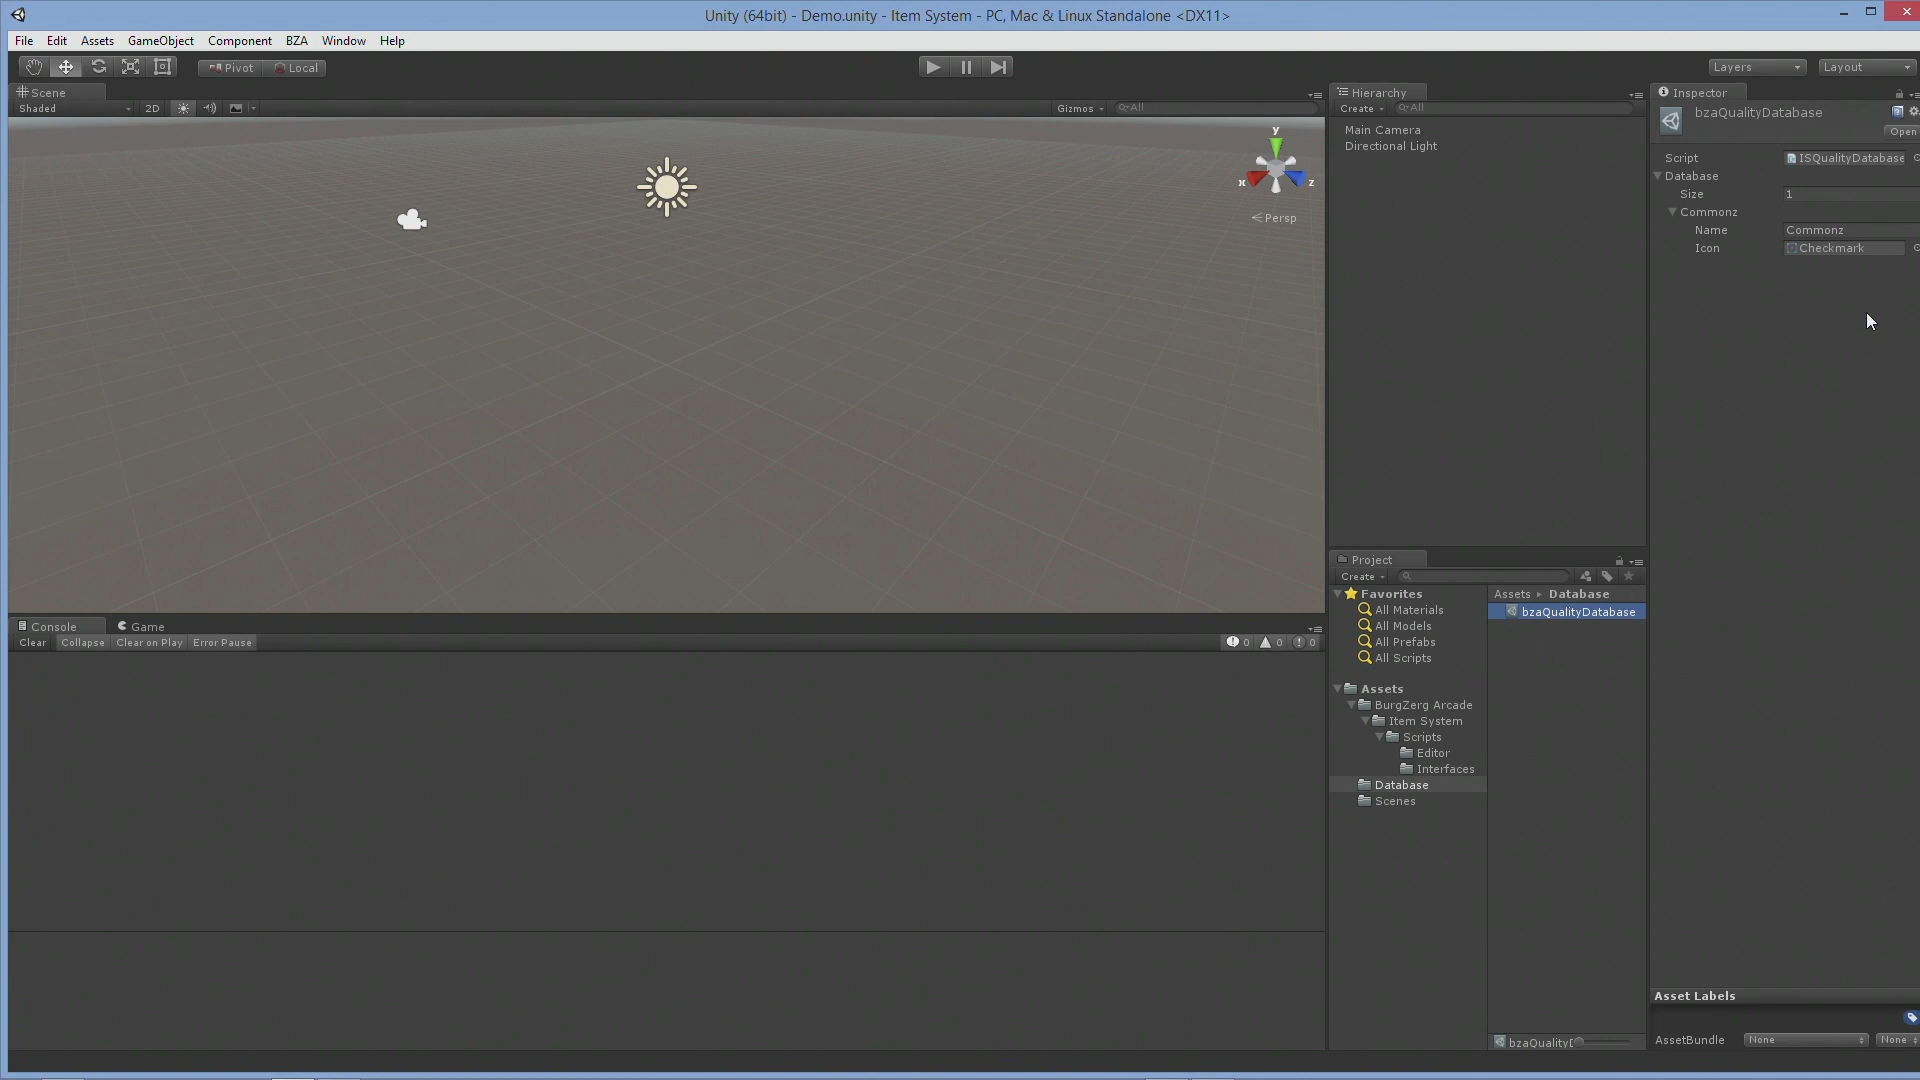 Unity (64bit) - Demo.unity - Item System - PC, Mac & Linux Standalone <DX11>
File Edit Assets GameObject Component BZA Window Help
Pivot Local
Layers Layout
Scene
Shaded 2D Gizmos All
y
x z
Persp
Hierarchy
Create All
Main Camera
Directional Light
Inspector
bzaQualityDatabase
Open
Script ISQualityDatabase
Database
Size 1
Commonz
Name Commonz
Icon Checkmark
Console Game
Clear Collapse Clear on Play Error Pause 0 0 0
Project
Create
Favorites
All Materials
All Models
All Prefabs
All Scripts
Assets
BurgZerg Arcade
Item System
Scripts
Editor
Interfaces
Database
Scenes
Assets Database
bzaQualityDatabase
bzaQualityD
Asset Labels
AssetBundle None None